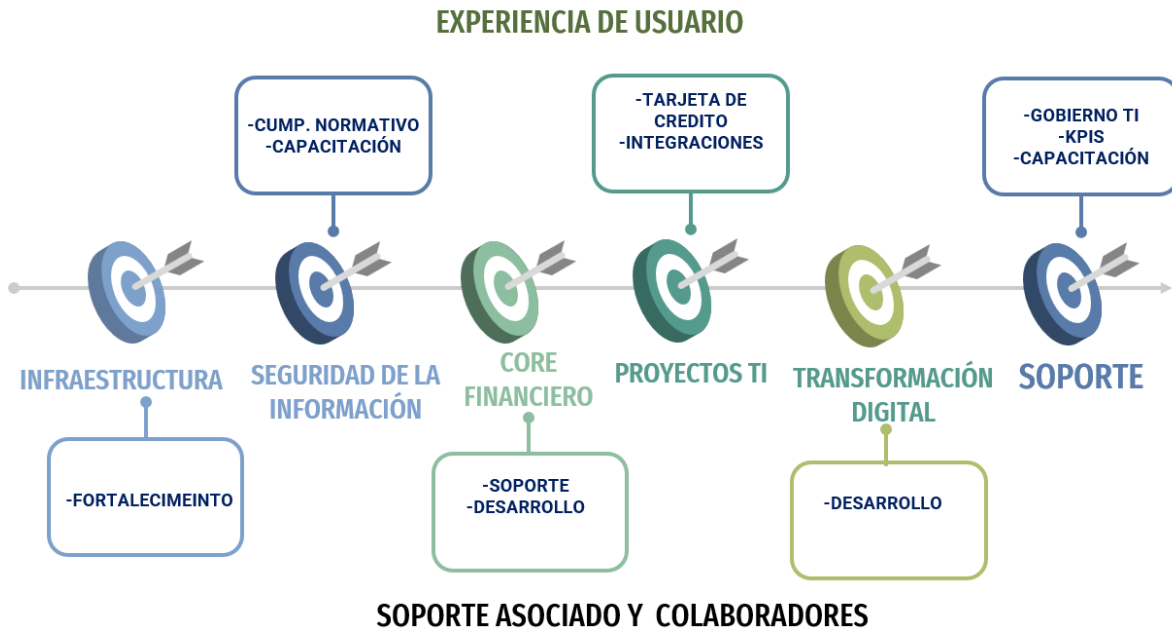 EXPERIENCIA DE USUARIO
-CUMP. NORMATIVO
-CAPACITACIÓN
-TARJETA DE
CREDITO
-INTEGRACIONES
-GOBIERNO TI
-KPIS
-CAPACITACIÓN
INFRAESTRUCTURA
SEGURIDAD DE LA
INFORMACIÓN
CORE
FINANCIERO
PROYECTOS TI
TRANSFORMACIÓN
DIGITAL
SOPORTE
-FORTALECIMEINTO
-SOPORTE
-DESARROLLO
-DESARROLLO
SOPORTE ASOCIADO Y COLABORADORES